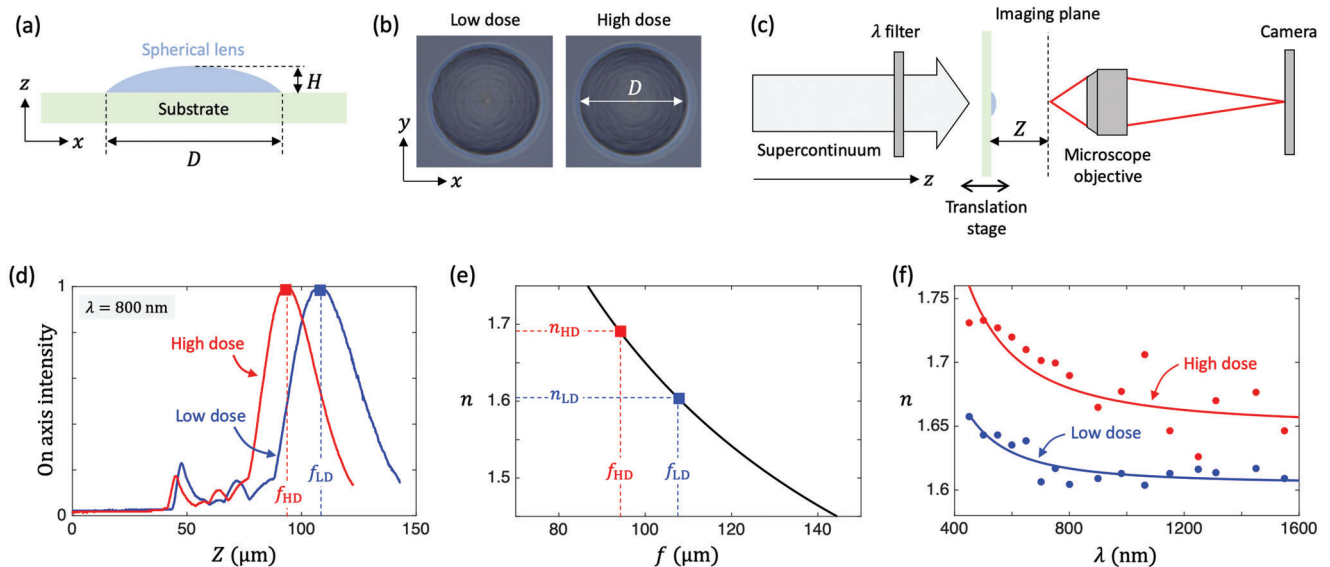 (a)
Spherical lens
H
z
Substrate
x
D
(b)
Low dose
High dose
D
y
x
(c)
Imaging plane
λ filter
Camera
Z
Supercontinuum
Microscope
objective
z
Translation
stage
(d)
1
λ = 800 nm
High dose
Low dose
On axis intensity
f_HD
f_LD
0
0
50
100
150
Z (μm)
(e)
1.7
n_HD
n
1.6
n_LD
f_HD
f_LD
1.5
80
100
120
140
f (μm)
(f)
1.75
1.7
High dose
n
1.65
Low dose
1.6
400
800
1200
1600
λ (nm)